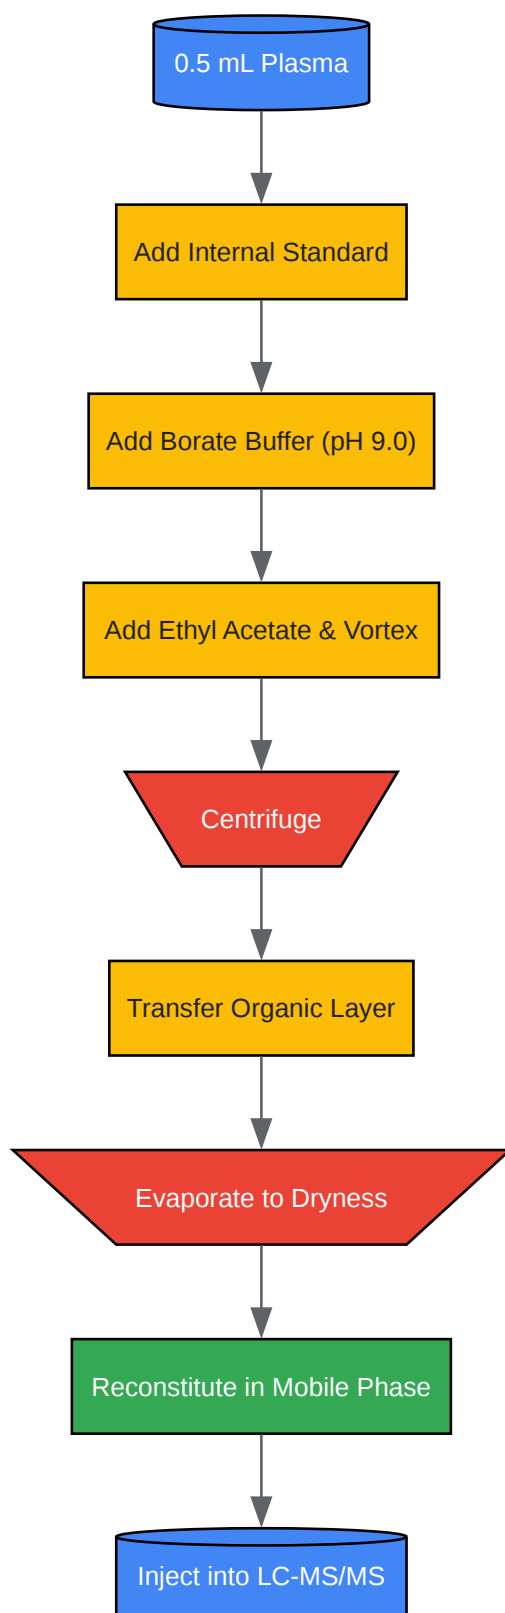 0.5 mL Plasma
Add Internal Standard
Add Borate Buffer (pH 9.0)
Add Ethyl Acetate & Vortex
Centrifuge
Transfer Organic Layer
Evaporate to Dryness
Reconstitute in Mobile Phase
Inject into LC-MS/MS